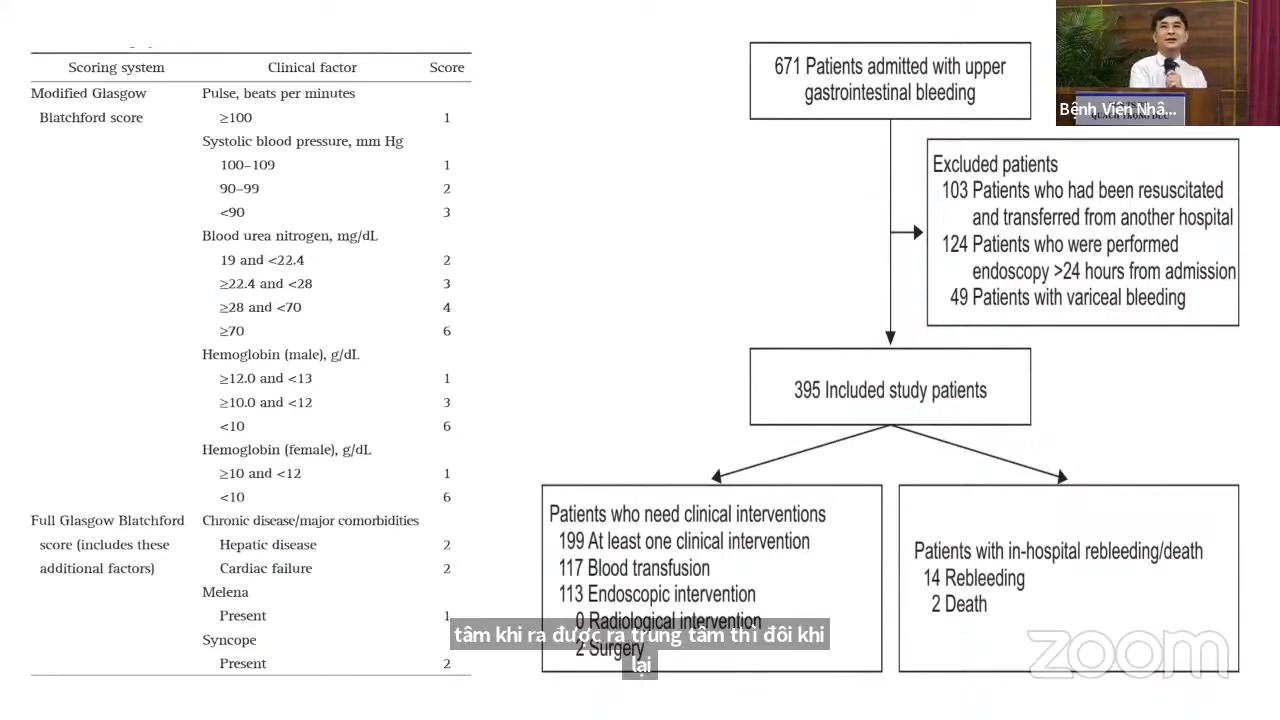 Scoring system Clinical factor Score
Modified Glasgow Pulse, beats per minutes
Blatchford score ≥100 1
Systolic blood pressure, mm Hg
100–109 1
90–99 2
<90 3
Blood urea nitrogen, mg/dL
19 and <22.4 2
≥22.4 and <28 3
≥28 and <70 4
≥70 6
Hemoglobin (male), g/dL
≥12.0 and <13 1
≥10.0 and <12 3
<10 6
Hemoglobin (female), g/dL
≥10 and <12 1
<10 6
Full Glasgow Blatchford Chronic disease/major comorbidities
score (includes these Hepatic disease 2
additional factors) Cardiac failure 2
Melena
Present 1
Syncope
Present 2
671 Patients admitted with upper
gastrointestinal bleeding
Excluded patients
103 Patients who had been resuscitated
and transferred from another hospital
124 Patients who were performed
endoscopy >24 hours from admission
49 Patients with variceal bleeding
395 Included study patients
Patients who need clinical interventions
199 At least one clinical intervention
117 Blood transfusion
113 Endoscopic intervention
0 Radiological intervention
2 Surgery
Patients with in-hospital rebleeding/death
14 Rebleeding
2 Death
tâm khi ra được ra trung tâm thì đôi khi
lại
Bệnh Viện Nhâ...
QUÁCH TRỌNG ĐỨC
zoom